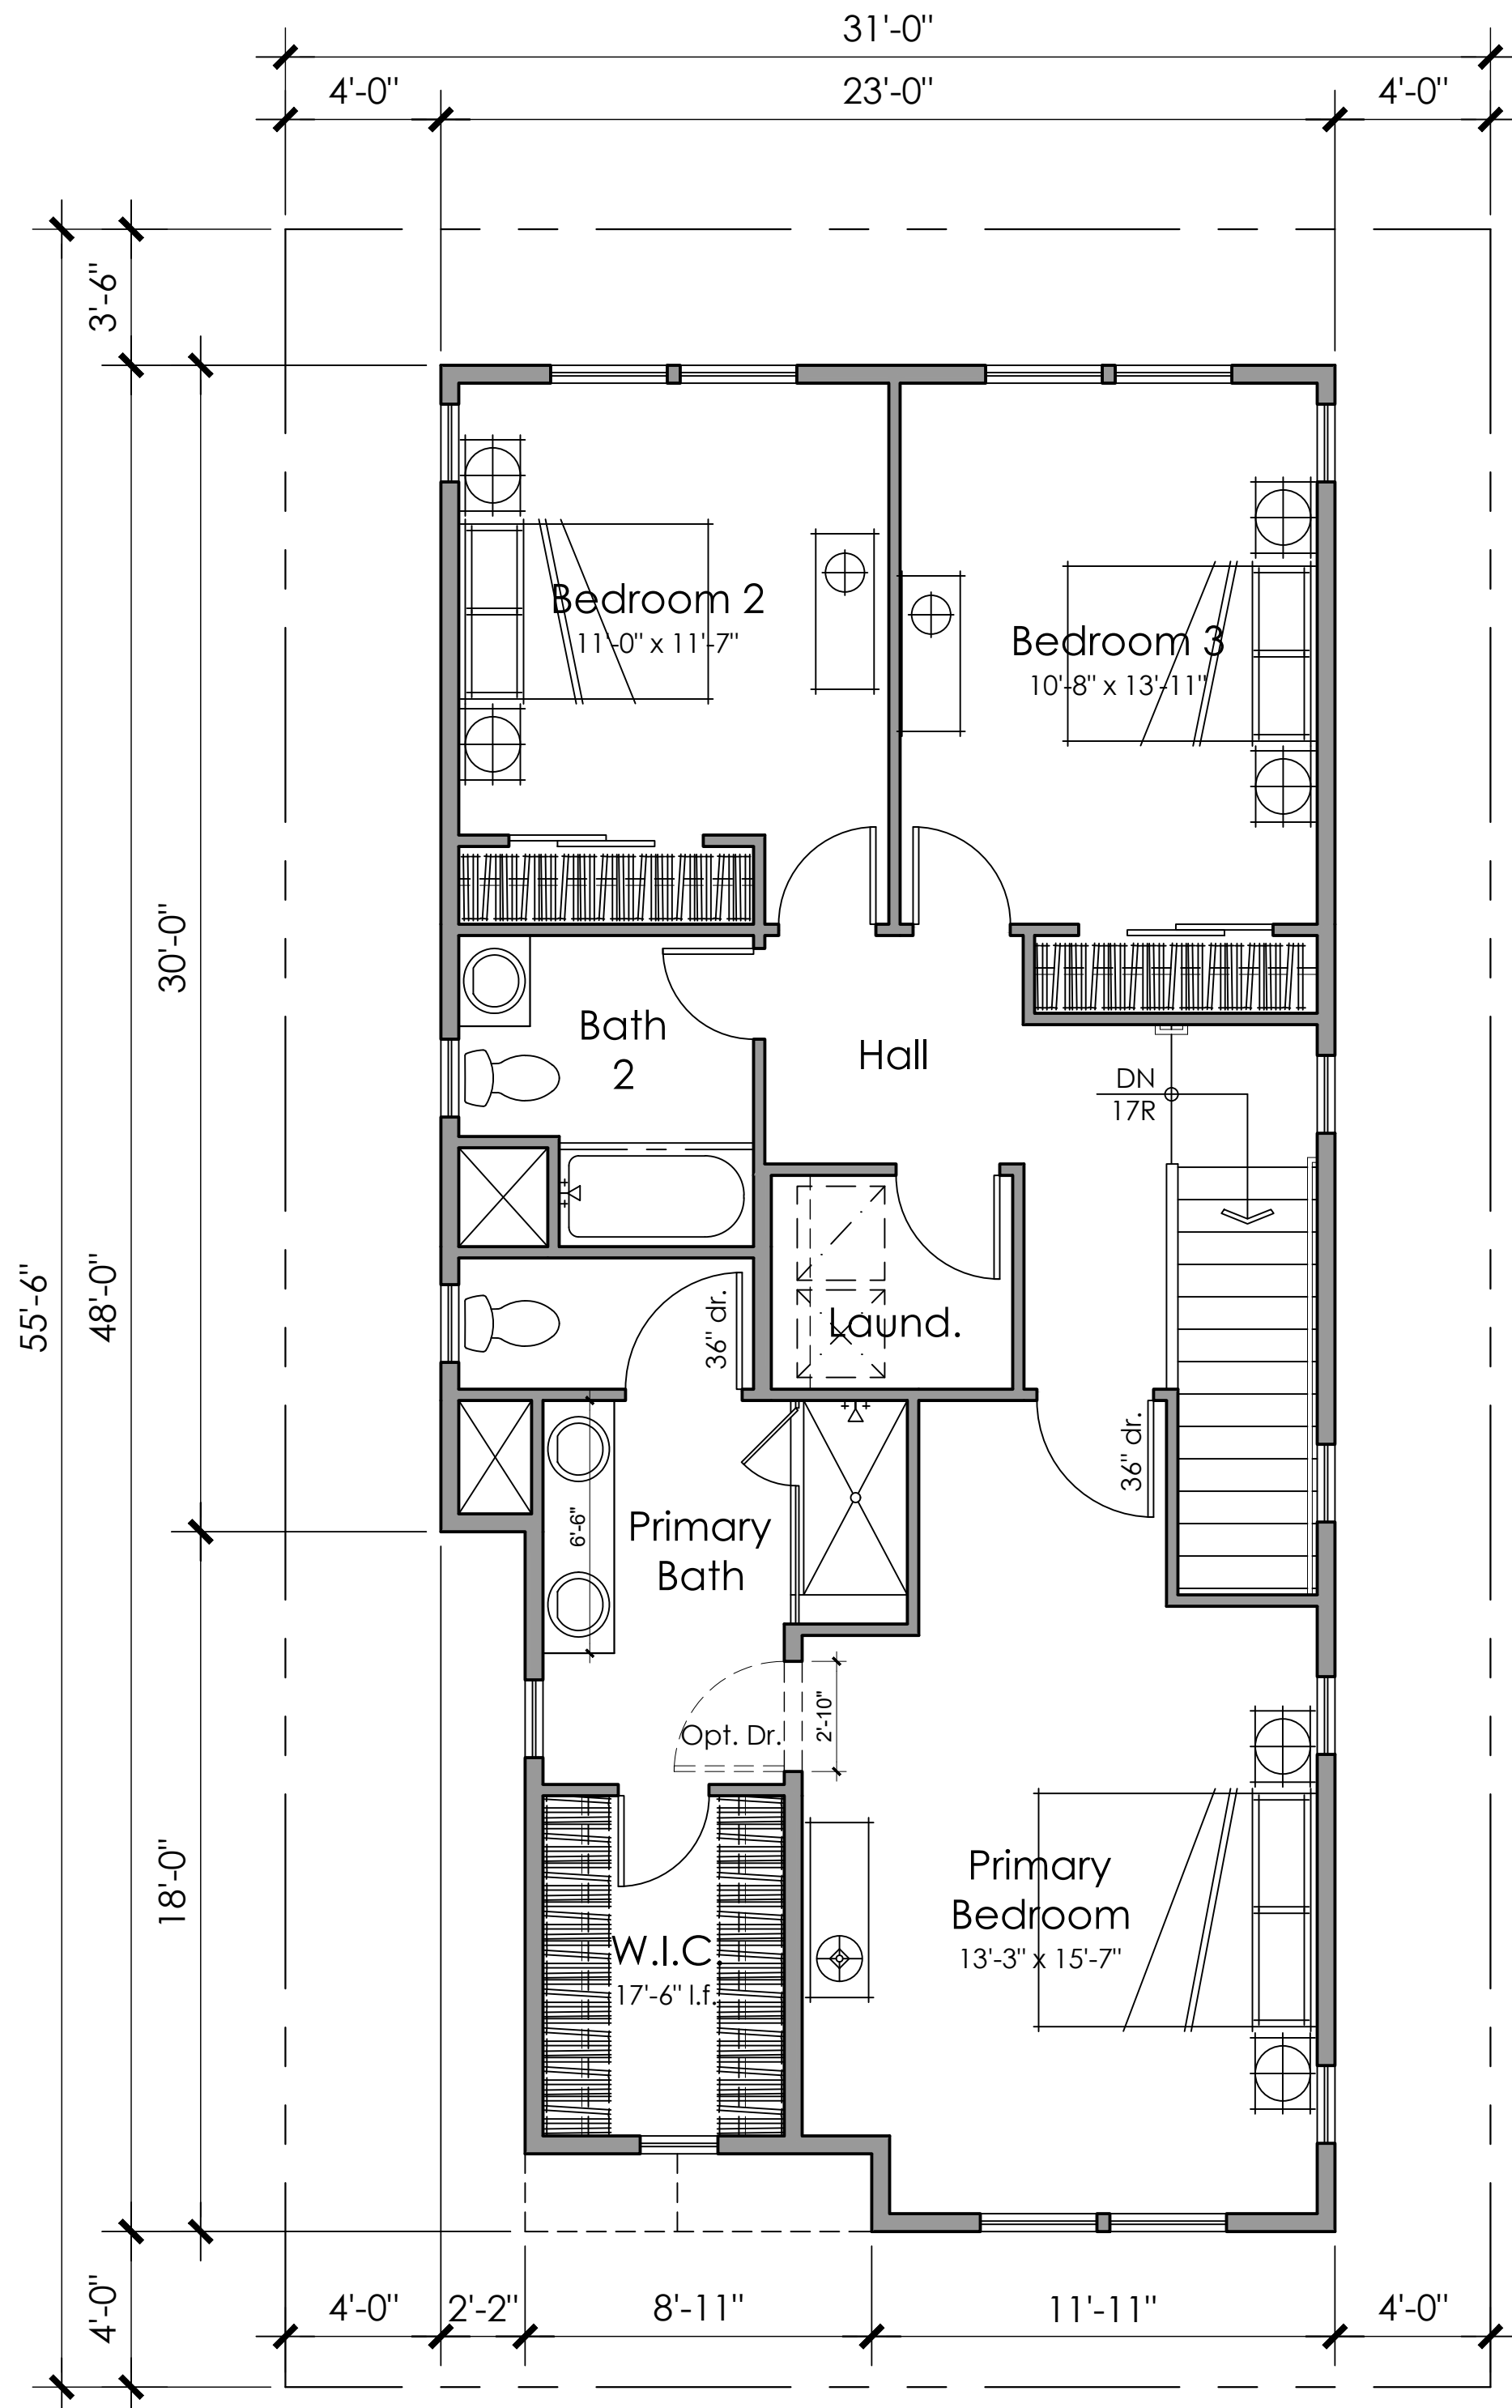 31'-0"
4'-0"
23'-0"
4'-0"
3'-6"
Bedroom 2
11'-0" x 11'-7"
Bedroom 3
10'-8" x 13'-11"
30'-0"
Bath
2
Hall
DN
17R
55'-6"
48'-0"
36" dr.
Laund.
36" dr.
6'-6"
Primary
Bath
Opt. Dr.
2'-10"
18'-0"
Primary
Bedroom
13'-3" x 15'-7"
W.I.C.
17'-6" l.f.
4'-0"
4'-0"
2'-2"
8'-11"
11'-11"
4'-0"